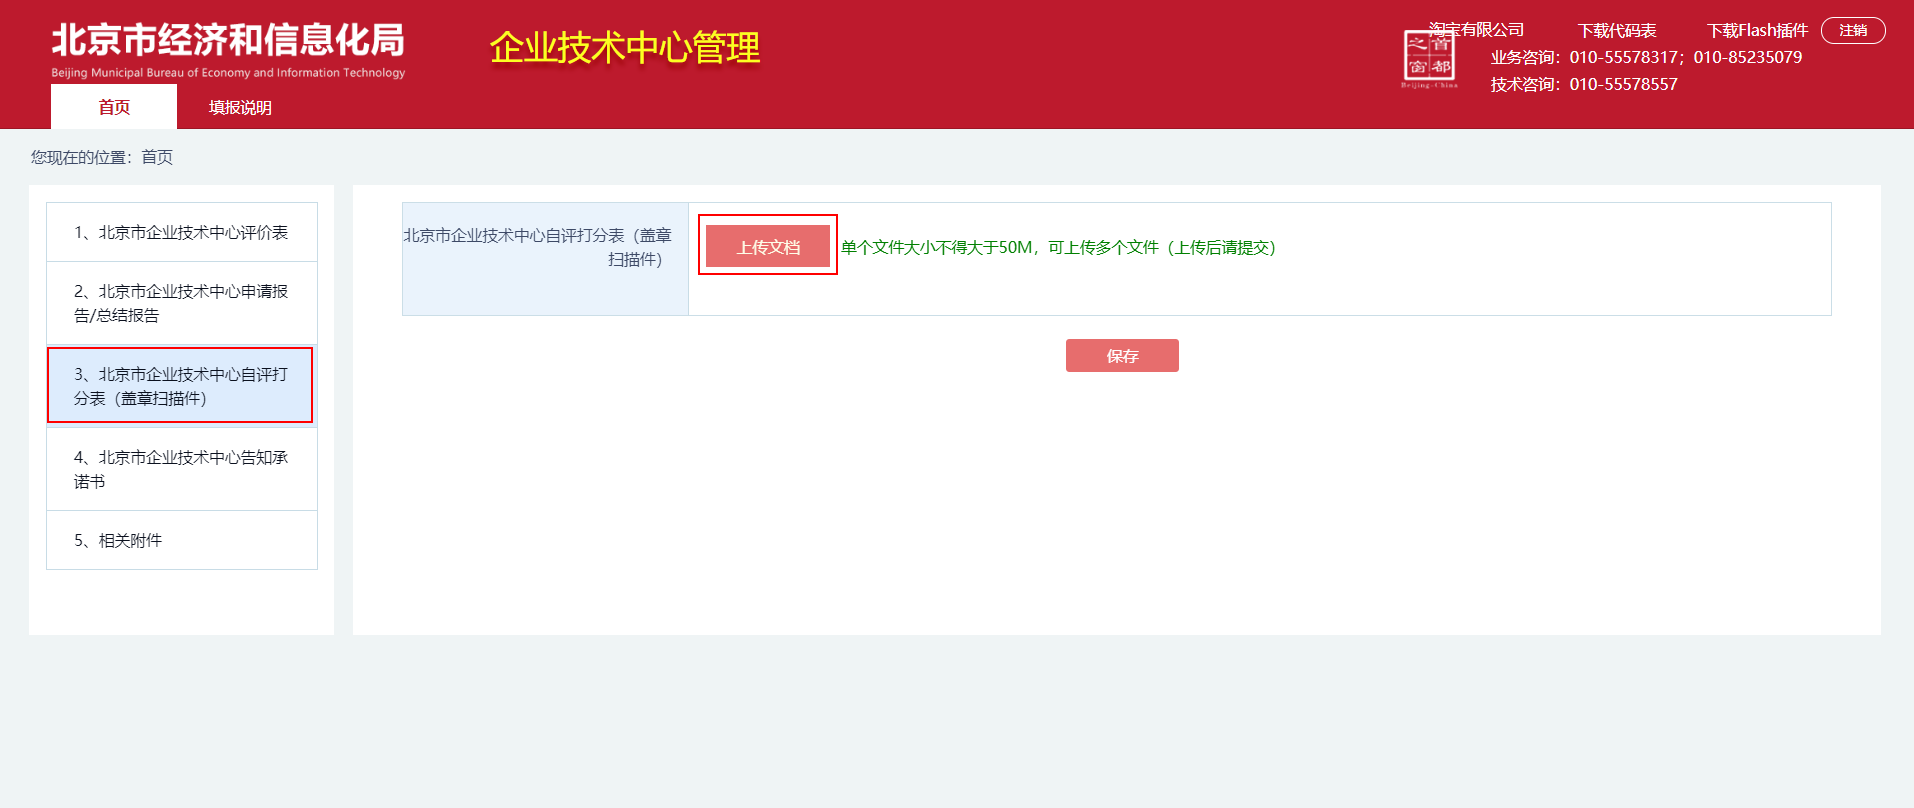 北京市经济和信息化局
Beijing Municipal Bureau of Economy and Information Technology
企业技术中心管理
首都之窗
Beijing-China
淘宝有限公司
下载代码表
下载Flash插件
注销
业务咨询：010-55578317；010-85235079
技术咨询：010-55578557
首页
填报说明
您现在的位置：首页
1、北京市企业技术中心评价表
2、北京市企业技术中心申请报
告/总结报告
3、北京市企业技术中心自评打
分表（盖章扫描件）
4、北京市企业技术中心告知承
诺书
5、相关附件
北京市企业技术中心自评打分表（盖章
扫描件）
上传文档
单个文件大小不得大于50M，可上传多个文件（上传后请提交）
保存